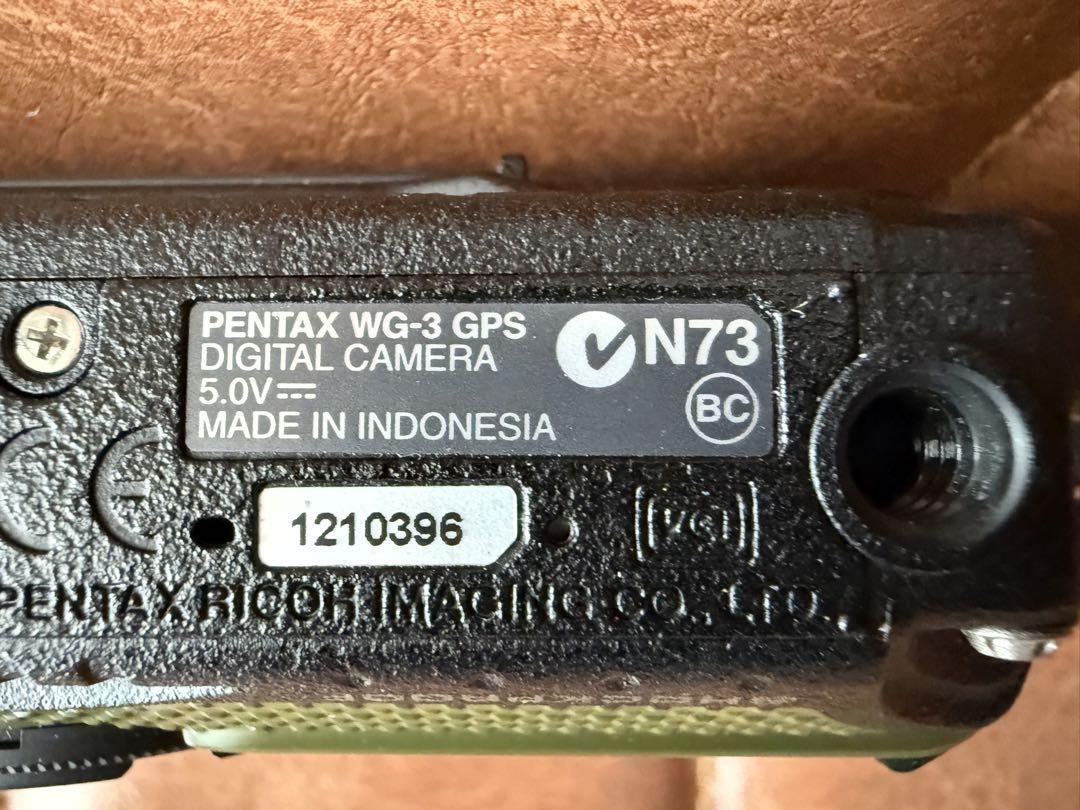 PENTAX WG-3 GPS
DIGITAL CAMERA
5.0V
MADE IN INDONESIA
N73
BC
CE
1210396
PENTAX RICOH IMAGING CO., LTD.